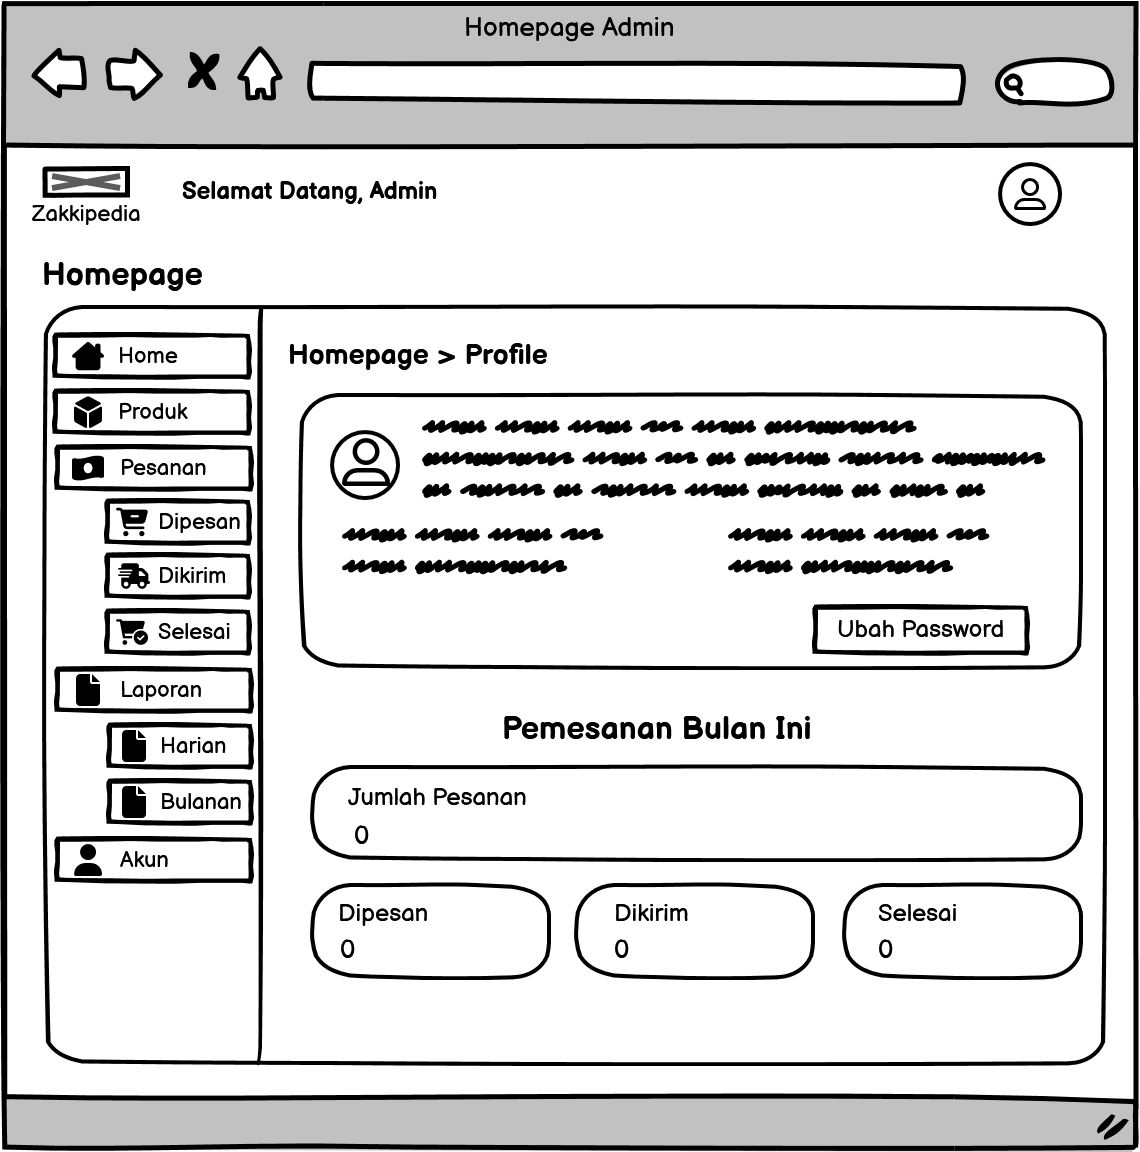 Homepage Admin
Zakkipedia
Selamat Datang, Admin
Homepage
Home
Produk
Pesanan
Dipesan
Dikirim
Selesai
Laporan
Harian
Bulanan
Akun
Homepage > Profile
Ubah Password
Pemesanan Bulan Ini
Jumlah Pesanan
0
Dipesan
0
Dikirim
0
Selesai
0